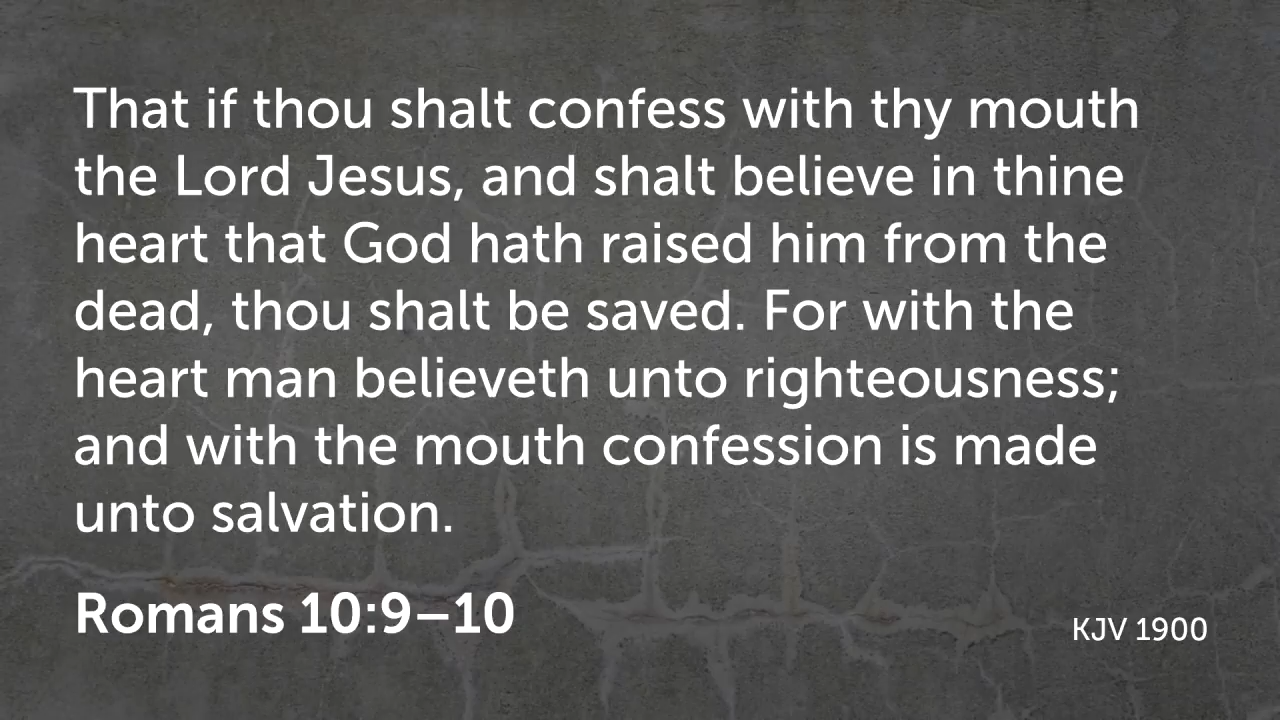 That if thou shalt confess with thy mouth
the Lord Jesus, and shalt believe in thine
heart that God hath raised him from the
dead, thou shalt be saved. For with the
heart man believeth unto righteousness;
and with the mouth confession is made
unto salvation.
Romans 10:9–10
KJV 1900